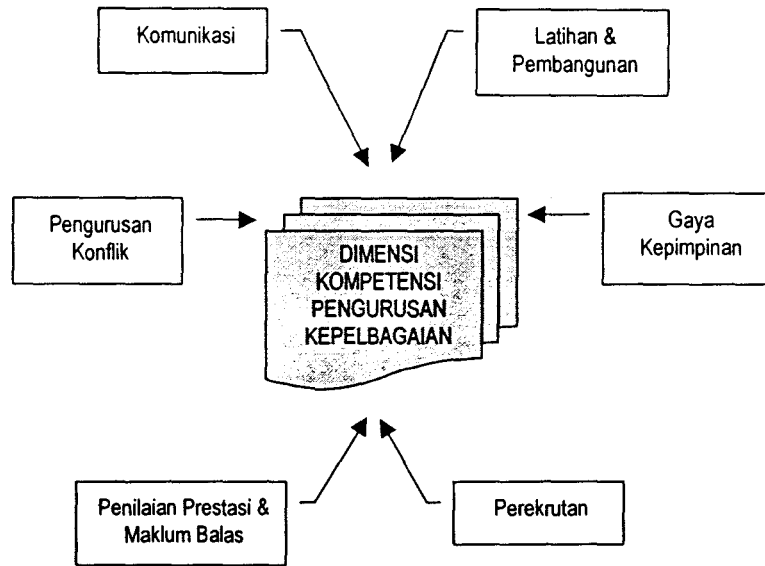 Komunikasi
Latihan &
Pembangunan
Pengurusan
Konflik
DIMENSI
KOMPETENSI
PENGURUSAN
KEPELBAGAIAN
Gaya
Kepimpinan
Penilaian Prestasi &
Maklum Balas
Perekrutan